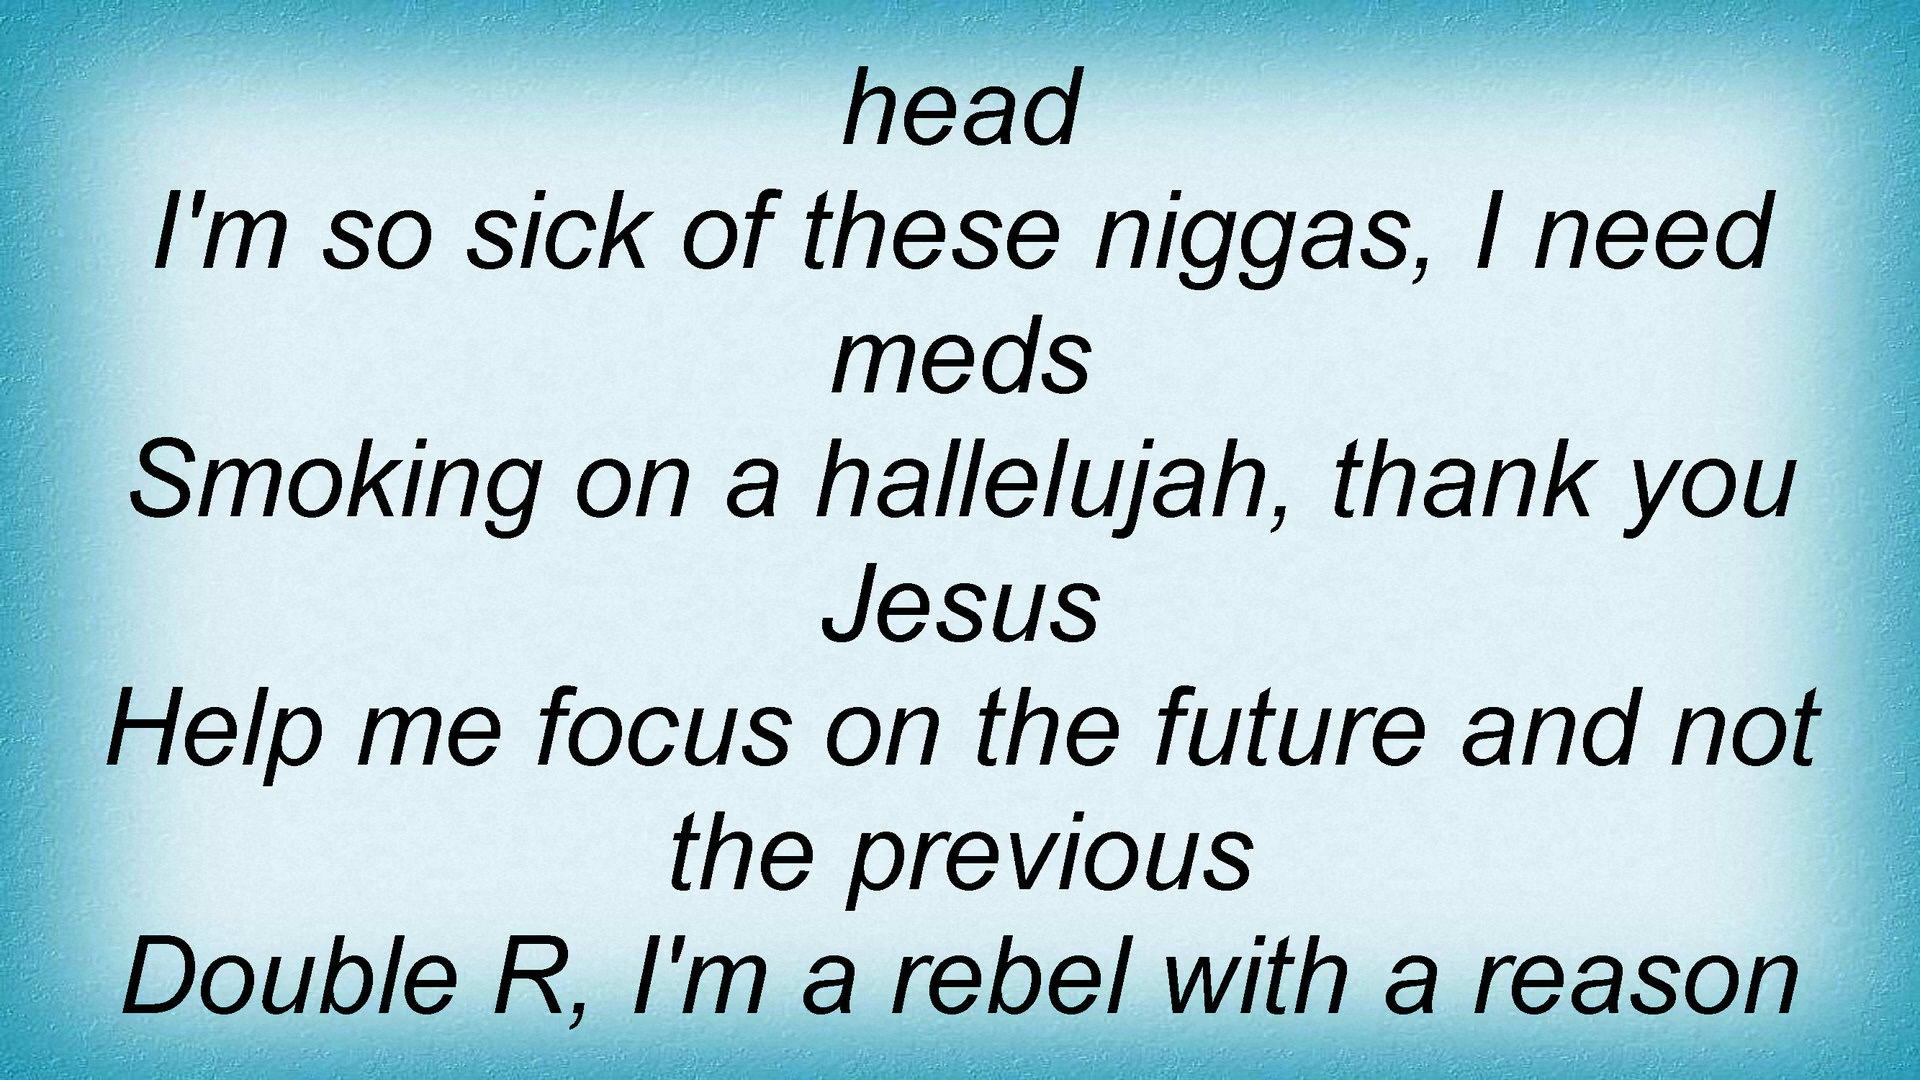 head
I'm so sick of these niggas, I need
meds
Smoking on a hallelujah, thank you
Jesus
Help me focus on the future and not
the previous
Double R, I'm a rebel with a reason